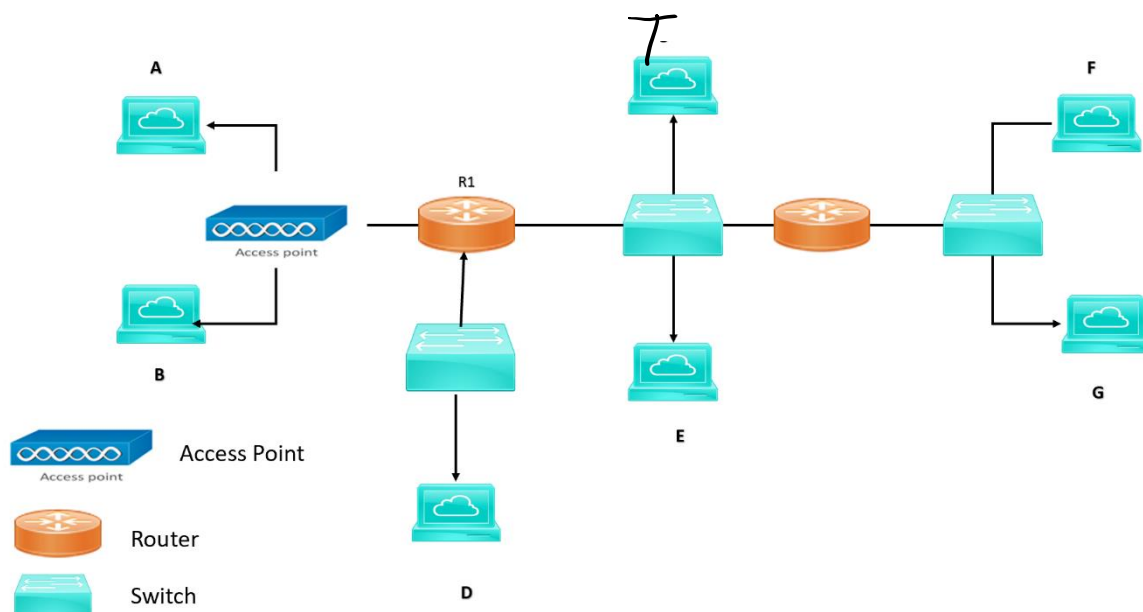 T
A
F
R1
Access point
B
E
G
Access Point
Access point
Router
D
Switch